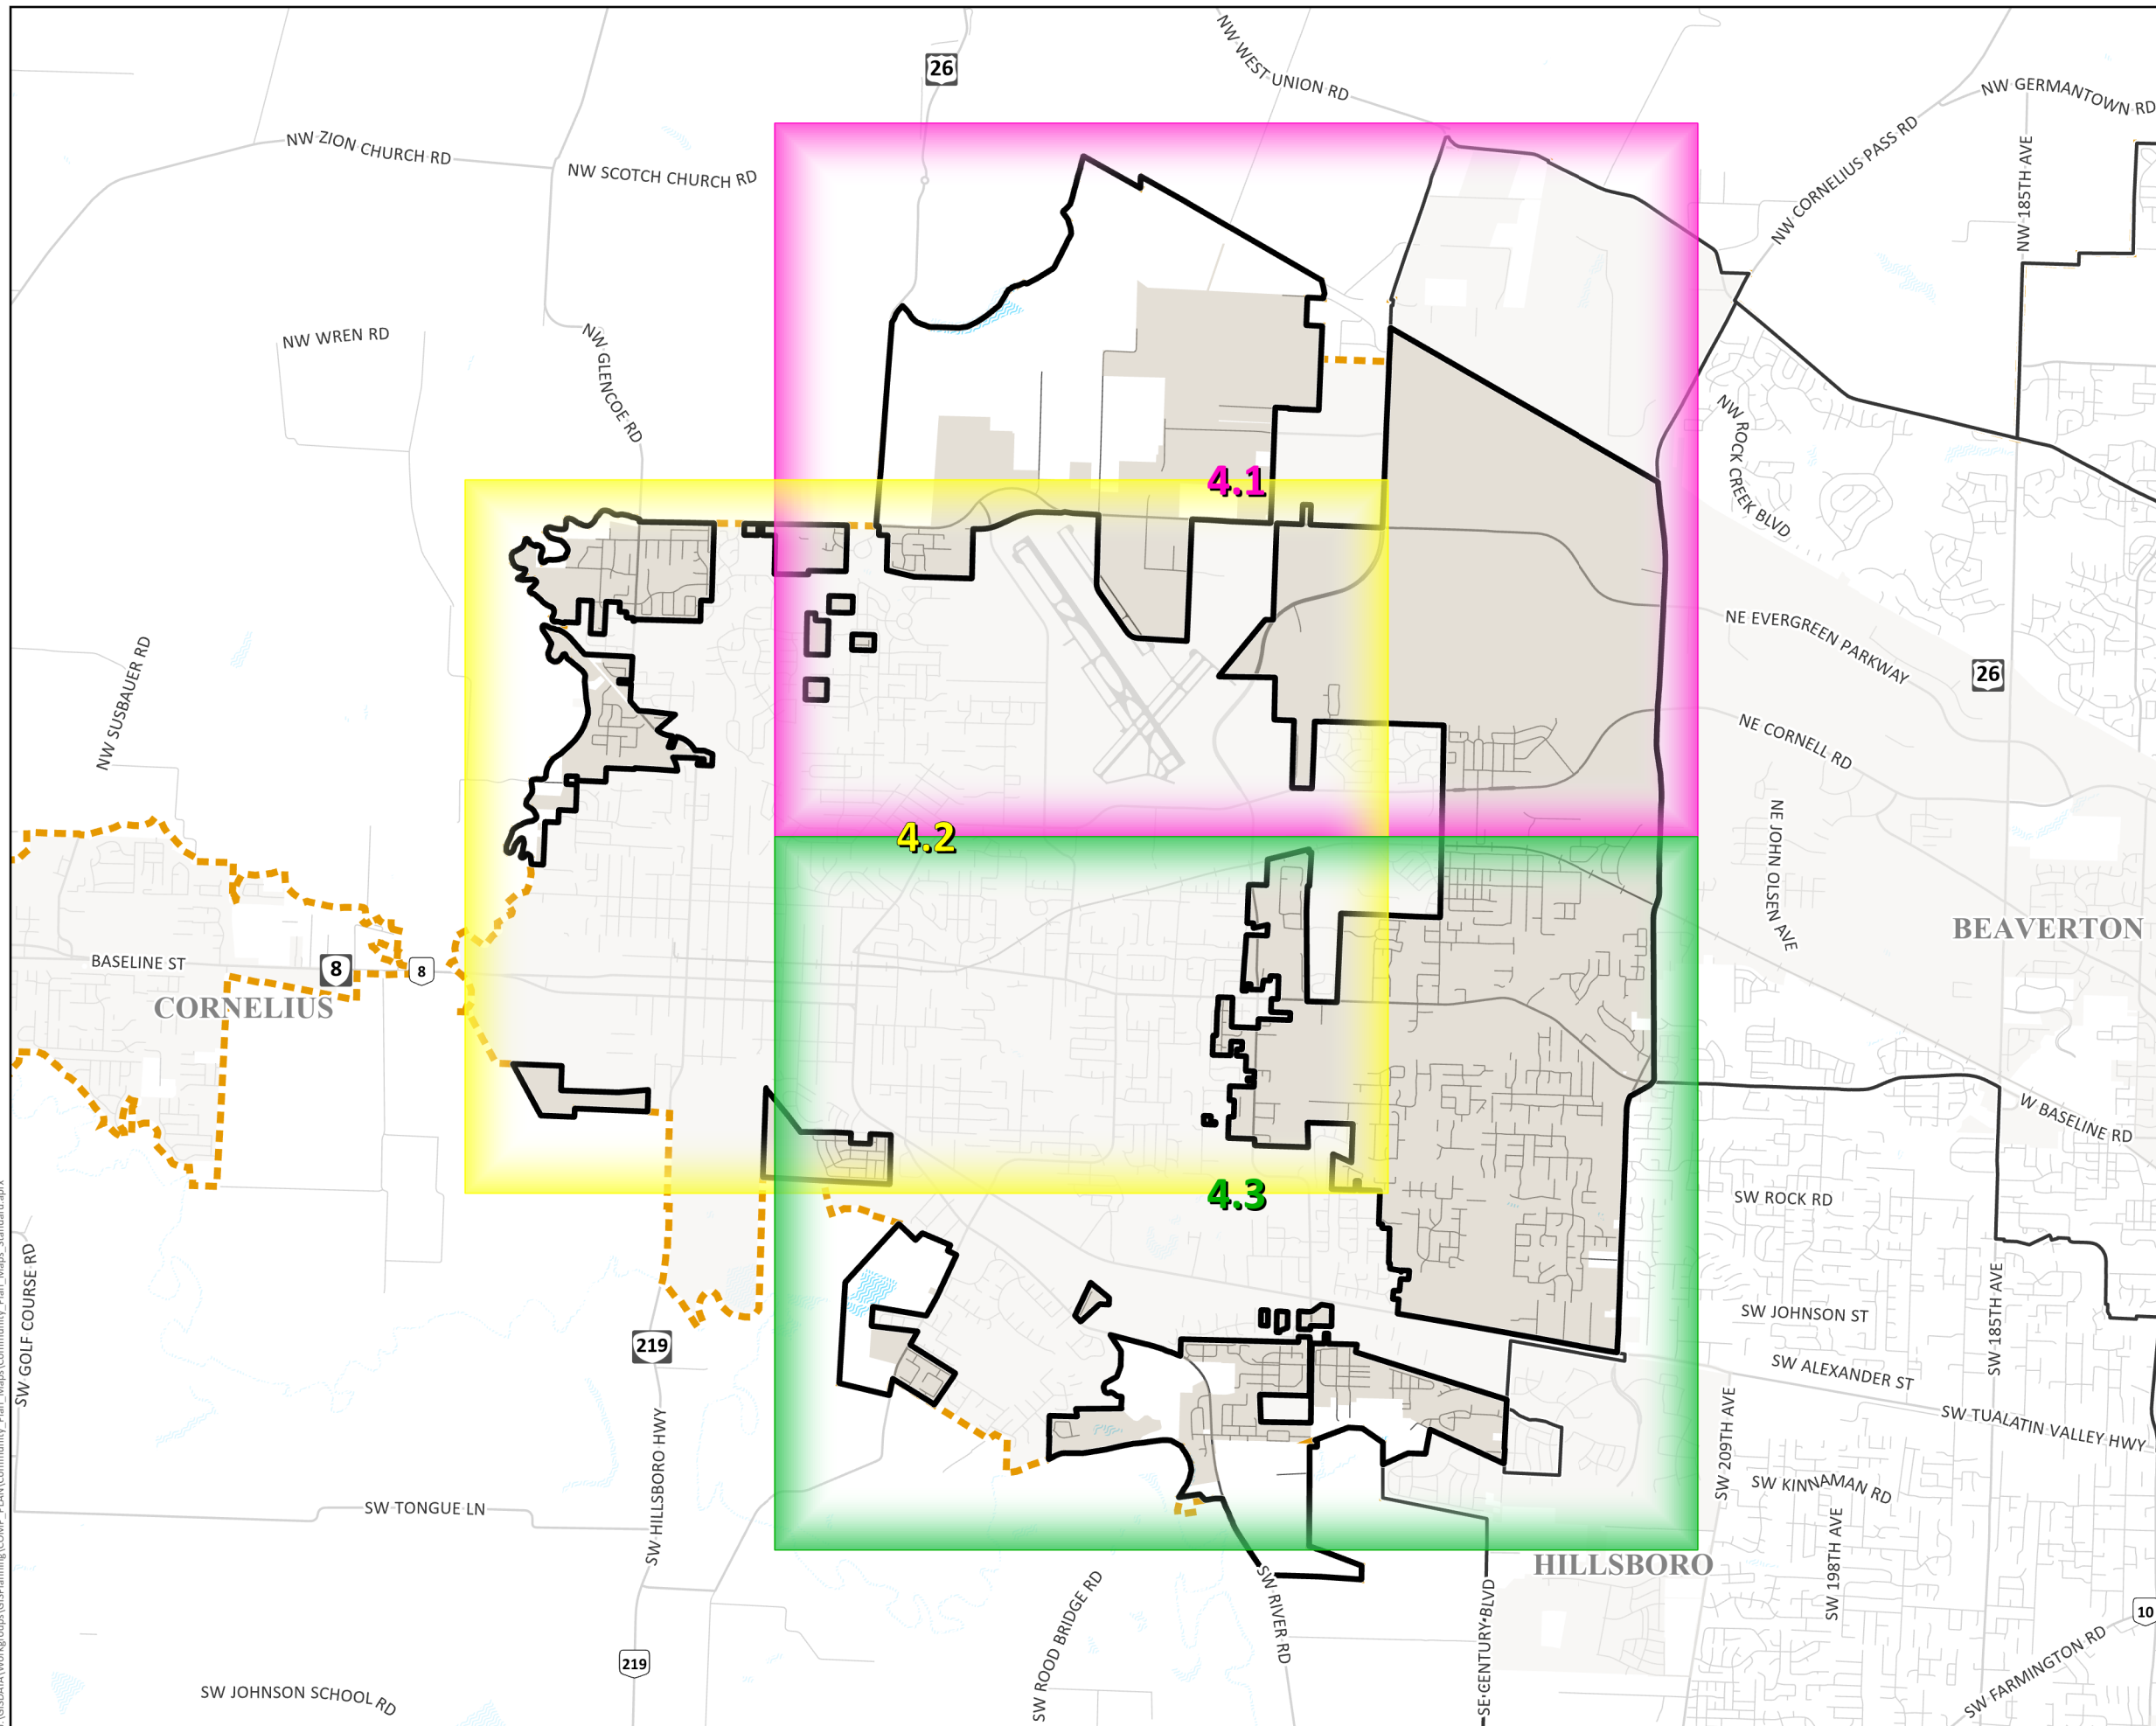 26
NW WEST UNION RD
NW GERMANTOWN RD
NW ZION CHURCH RD
NW SCOTCH CHURCH RD
NW CORNELIUS PASS RD
NW 185TH AVE
NW WREN RD
NW GLENCOE RD
NW ROCK CREEK BLVD
4.1
NE EVERGREEN PARKWAY
26
NW SUSBAUER RD
NE CORNELL RD
4.2
NE JOHN OLSEN AVE
BEAVERTON
BASELINE ST
8
8
CORNELIUS
W BASELINE RD
4.3
SW ROCK RD
SW GOLF COURSE RD
219
SW JOHNSON ST
SW 185TH AVE
SW ALEXANDER ST
SW TUALATIN VALLEY HWY
SW 209TH AVE
SW KINNAMAN RD
SW HILLSBORO HWY
SW TONGUE LN
HILLSBORO
SW 198TH AVE
SW ROOD BRIDGE RD
SW RIVER RD
SE CENTURY BLVD
10
219
SW JOHNSON SCHOOL RD
SW FARMINGTON RD